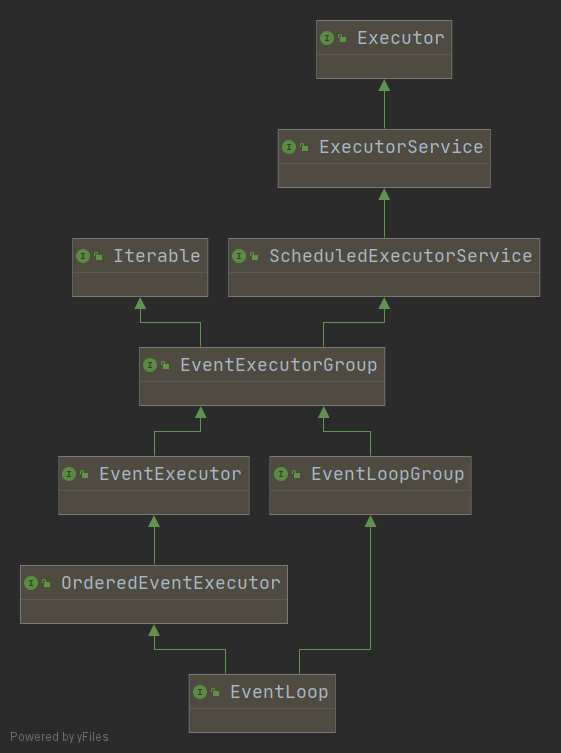 Executor
ExecutorService
Iterable
ScheduledExecutorService
EventExecutorGroup
EventExecutor
EventLoopGroup
OrderedEventExecutor
EventLoop
Powered by yFiles